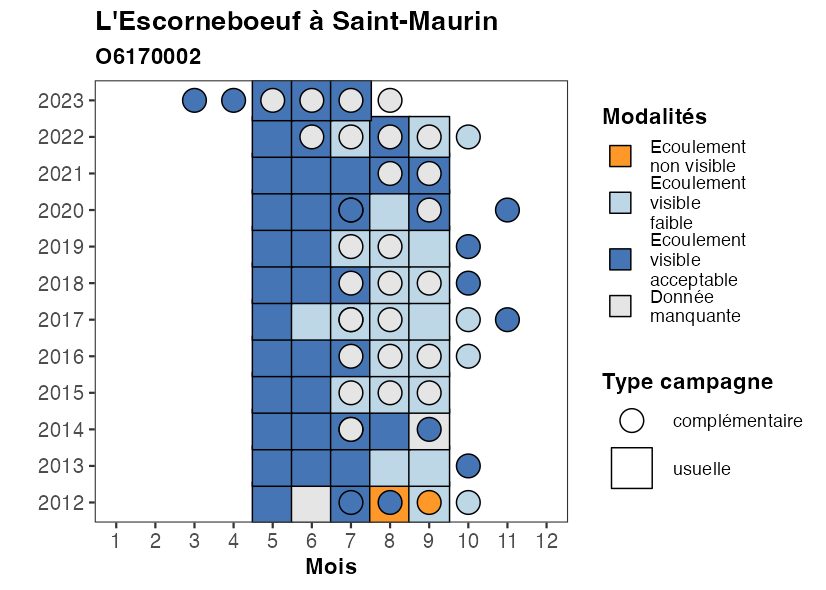 L'Escorneboeuf à Saint-Maurin
O6170002
2023
2022
2021
2020
2019
2018
2017
2016
2015
2014
2013
2012
1 2 3 4 5 6 7 8 9 10 11 12
Mois
Modalités
Ecoulement
non visible
Ecoulement
visible
faible
Ecoulement
visible
acceptable
Donnée
manquante
Type campagne
complémentaire
usuelle